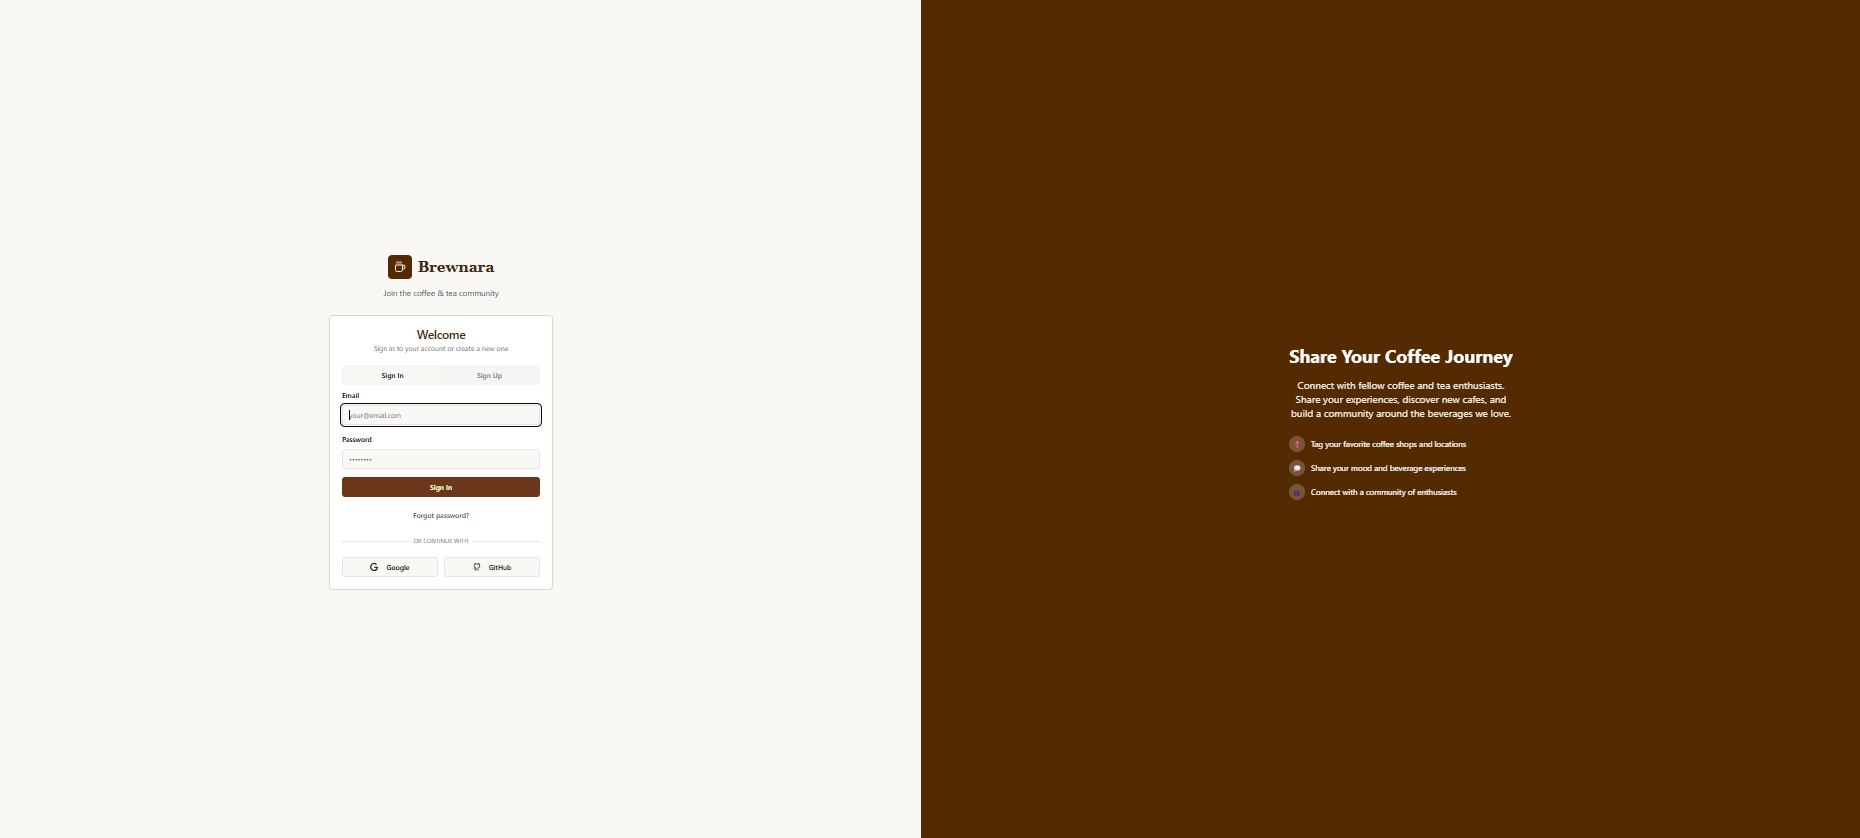 Brewnara
Join the coffee & tea community
Welcome
Sign in to your account or create a new one
Sign In
Sign Up
Email
your@email.com
Password
••••••••
Sign In
Forgot password?
OR CONTINUE WITH
Google
GitHub
Share Your Coffee Journey
Connect with fellow coffee and tea enthusiasts.
Share your experiences, discover new cafes, and
build a community around the beverages we love.
Tag your favorite coffee shops and locations
Share your mood and beverage experiences
Connect with a community of enthusiasts